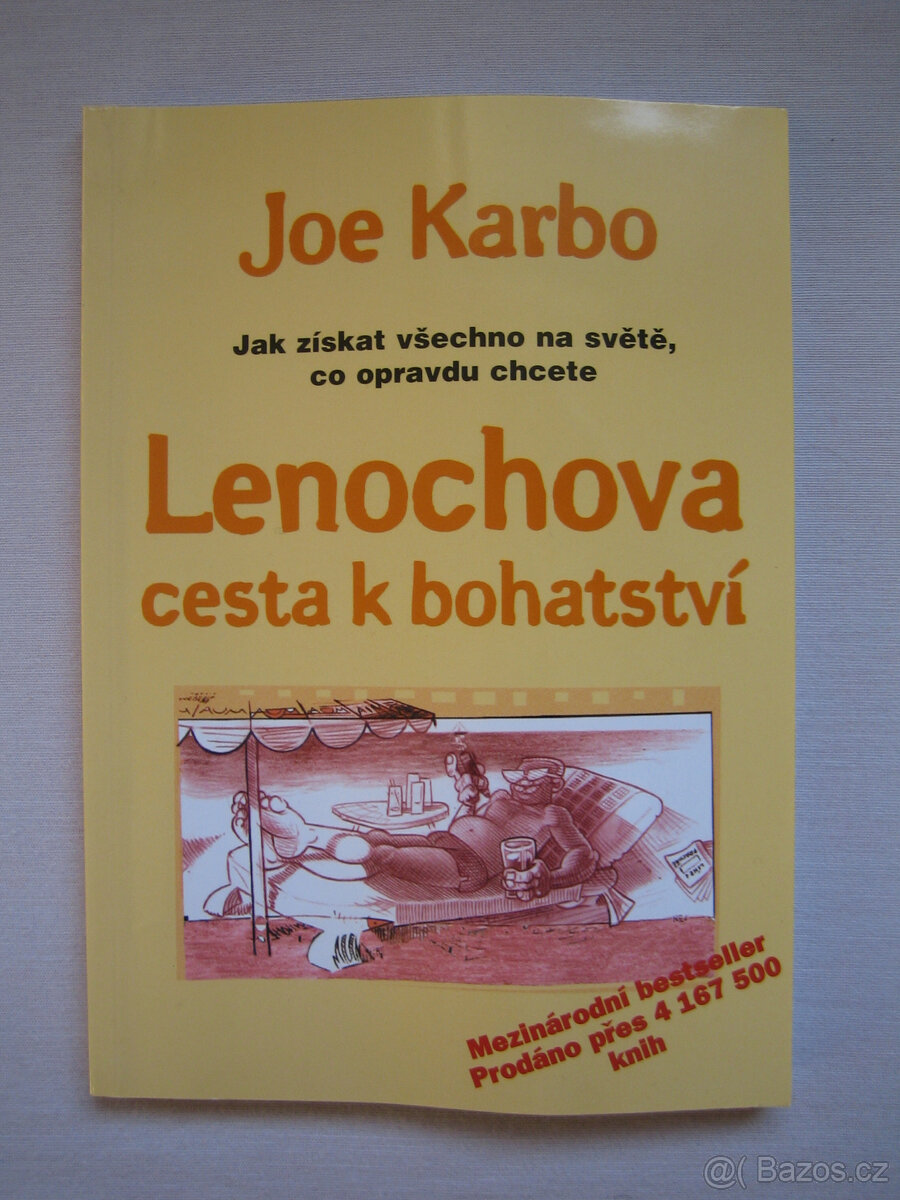 Joe Karbo
Jak získat všechno na světě,
co opravdu chcete
Lenochova
cesta k bohatství
Mezinárodní bestseller
Prodáno přes 4 167 500
knih
@( Bazos.cz